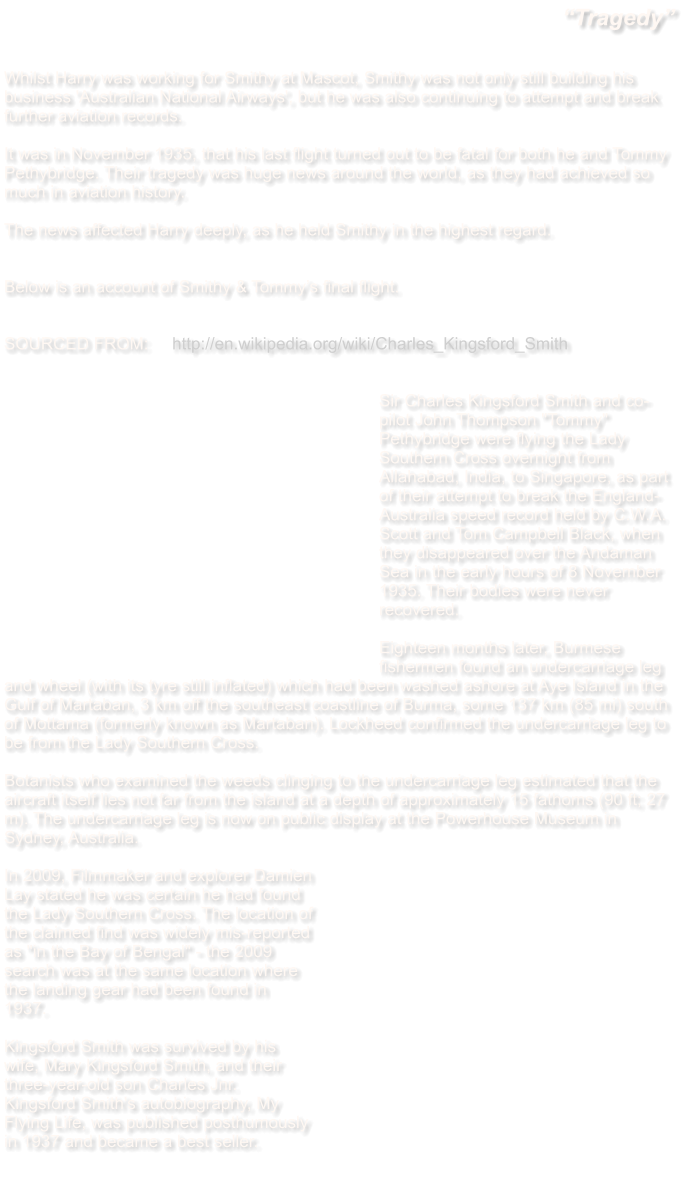 "Tragedy"
Whilst Harry was working for Smithy at Mascot, Smithy was not only still building his
business "Australian National Airways", but he was also continuing to attempt and break
further aviation records.
It was in November 1935, that his last flight turned out to be fatal for both he and Tommy
Pethybridge. Their tragedy was huge news around the world, as they had achieved so
much in aviation history.
The news affected Harry deeply, as he held Smithy in the highest regard.
Below is an account of Smithy & Tommy's final flight.
SOURCED FROM: http://en.wikipedia.org/wiki/Charles_Kingsford_Smith
Sir Charles Kingsford Smith and co-
pilot John Thompson "Tommy"
Pethybridge were flying the Lady
Southern Cross overnight from
Allahabad, India, to Singapore, as part
of their attempt to break the England-
Australia speed record held by C.W.A.
Scott and Tom Campbell Black, when
they disappeared over the Andaman
Sea in the early hours of 8 November
1935. Their bodies were never
recovered.
Eighteen months later, Burmese
fishermen found an undercarriage leg
and wheel (with its tyre still inflated) which had been washed ashore at Aye Island in the
Gulf of Martaban, 3 km off the southeast coastline of Burma, some 137 km (85 mi) south
of Mottama (formerly known as Martaban). Lockheed confirmed the undercarriage leg to
be from the Lady Southern Cross.
Botanists who examined the weeds clinging to the undercarriage leg estimated that the
aircraft itself lies not far from the island at a depth of approximately 15 fathoms (90 ft; 27
m). The undercarriage leg is now on public display at the Powerhouse Museum in
Sydney, Australia.
In 2009, Filmmaker and explorer Damien
Lay stated he was certain he had found
the Lady Southern Cross. The location of
the claimed find was widely mis-reported
as "in the Bay of Bengal" - the 2009
search was at the same location where
the landing gear had been found in
1937.
Kingsford Smith was survived by his
wife, Mary Kingsford Smith, and their
three-year-old son Charles Jnr.
Kingsford Smith's autobiography, My
Flying Life, was published posthumously
in 1937 and became a best seller.